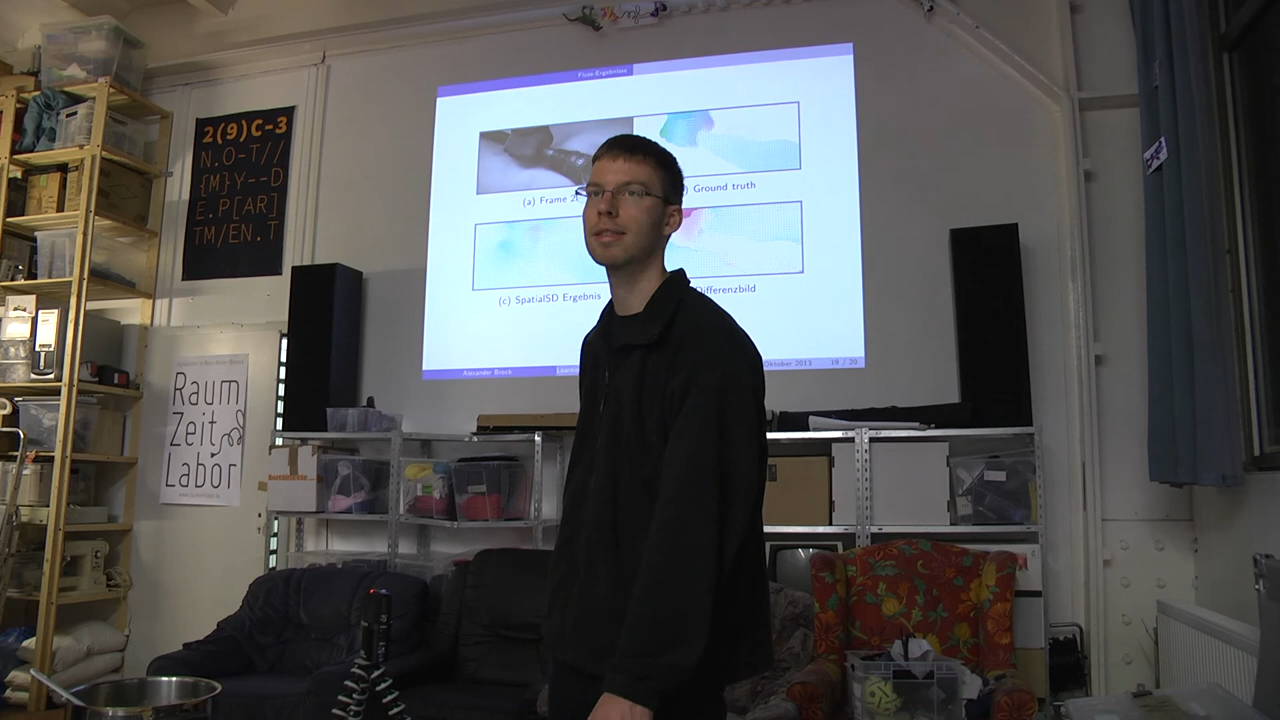 Fluss-Ergebnisse
2(9)C-3
N.O-T//
{M}Y--D
E.P[AR]
TM/EN.T
(a) Frame
Ground truth
(c) SpatialSD Ergebnis
Differenzbild
Alexander Brock
Oktober 2013
19 / 20
Raum
Zeit
Labor